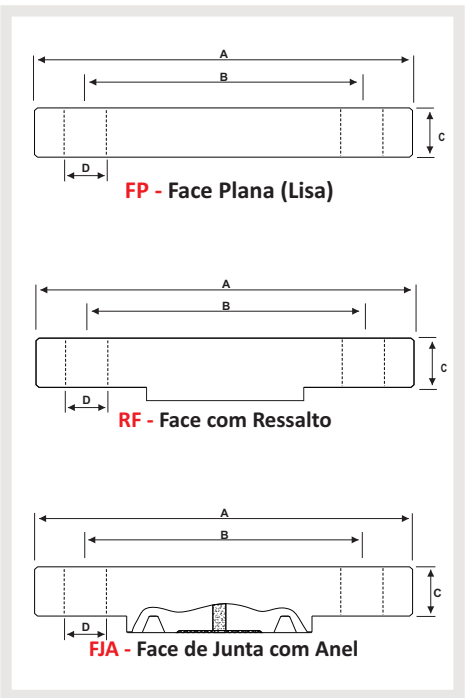 A
B
C
D
FP - Face Plana (Lisa)
A
B
C
D
RF - Face com Ressalto
A
B
C
D
FJA - Face de Junta com Anel